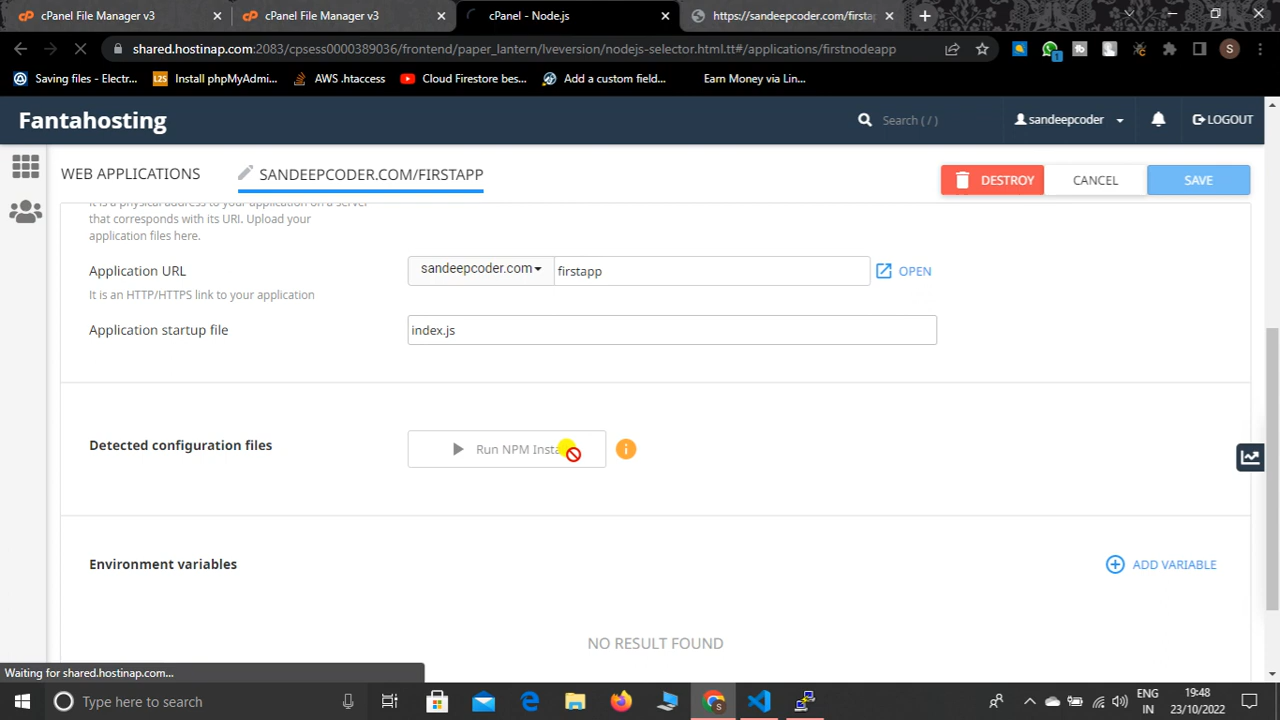 cPanel File Manager v3
cPanel File Manager v3
cPanel - Node.js
https://sandeepcoder.com/firsta
shared.hostinap.com:2083/cpsess0000389036/frontend/paper_lantern/lveversion/nodejs-selector.html.tt#/applications/firstnodeapp
S
1
Saving files - Electr...
Install phpMyAdmi...
AWS .htaccess
Cloud Firestore bes...
Add a custom field...
Earn Money via Lin...
Fantahosting
Search ( / )
sandeepcoder
LOGOUT
WEB APPLICATIONS
SANDEEPCODER.COM/FIRSTAPP
DESTROY
CANCEL
SAVE
It is a physical address to your application on a server
that corresponds with its URI. Upload your
application files here.
Application URL
sandeepcoder.com
firstapp
OPEN
It is an HTTP/HTTPS link to your application
Application startup file
index.js
Detected configuration files
Run NPM Insta
Environment variables
ADD VARIABLE
NO RESULT FOUND
Waiting for shared.hostinap.com...
Type here to search
ENG
IN
19:48
23/10/2022